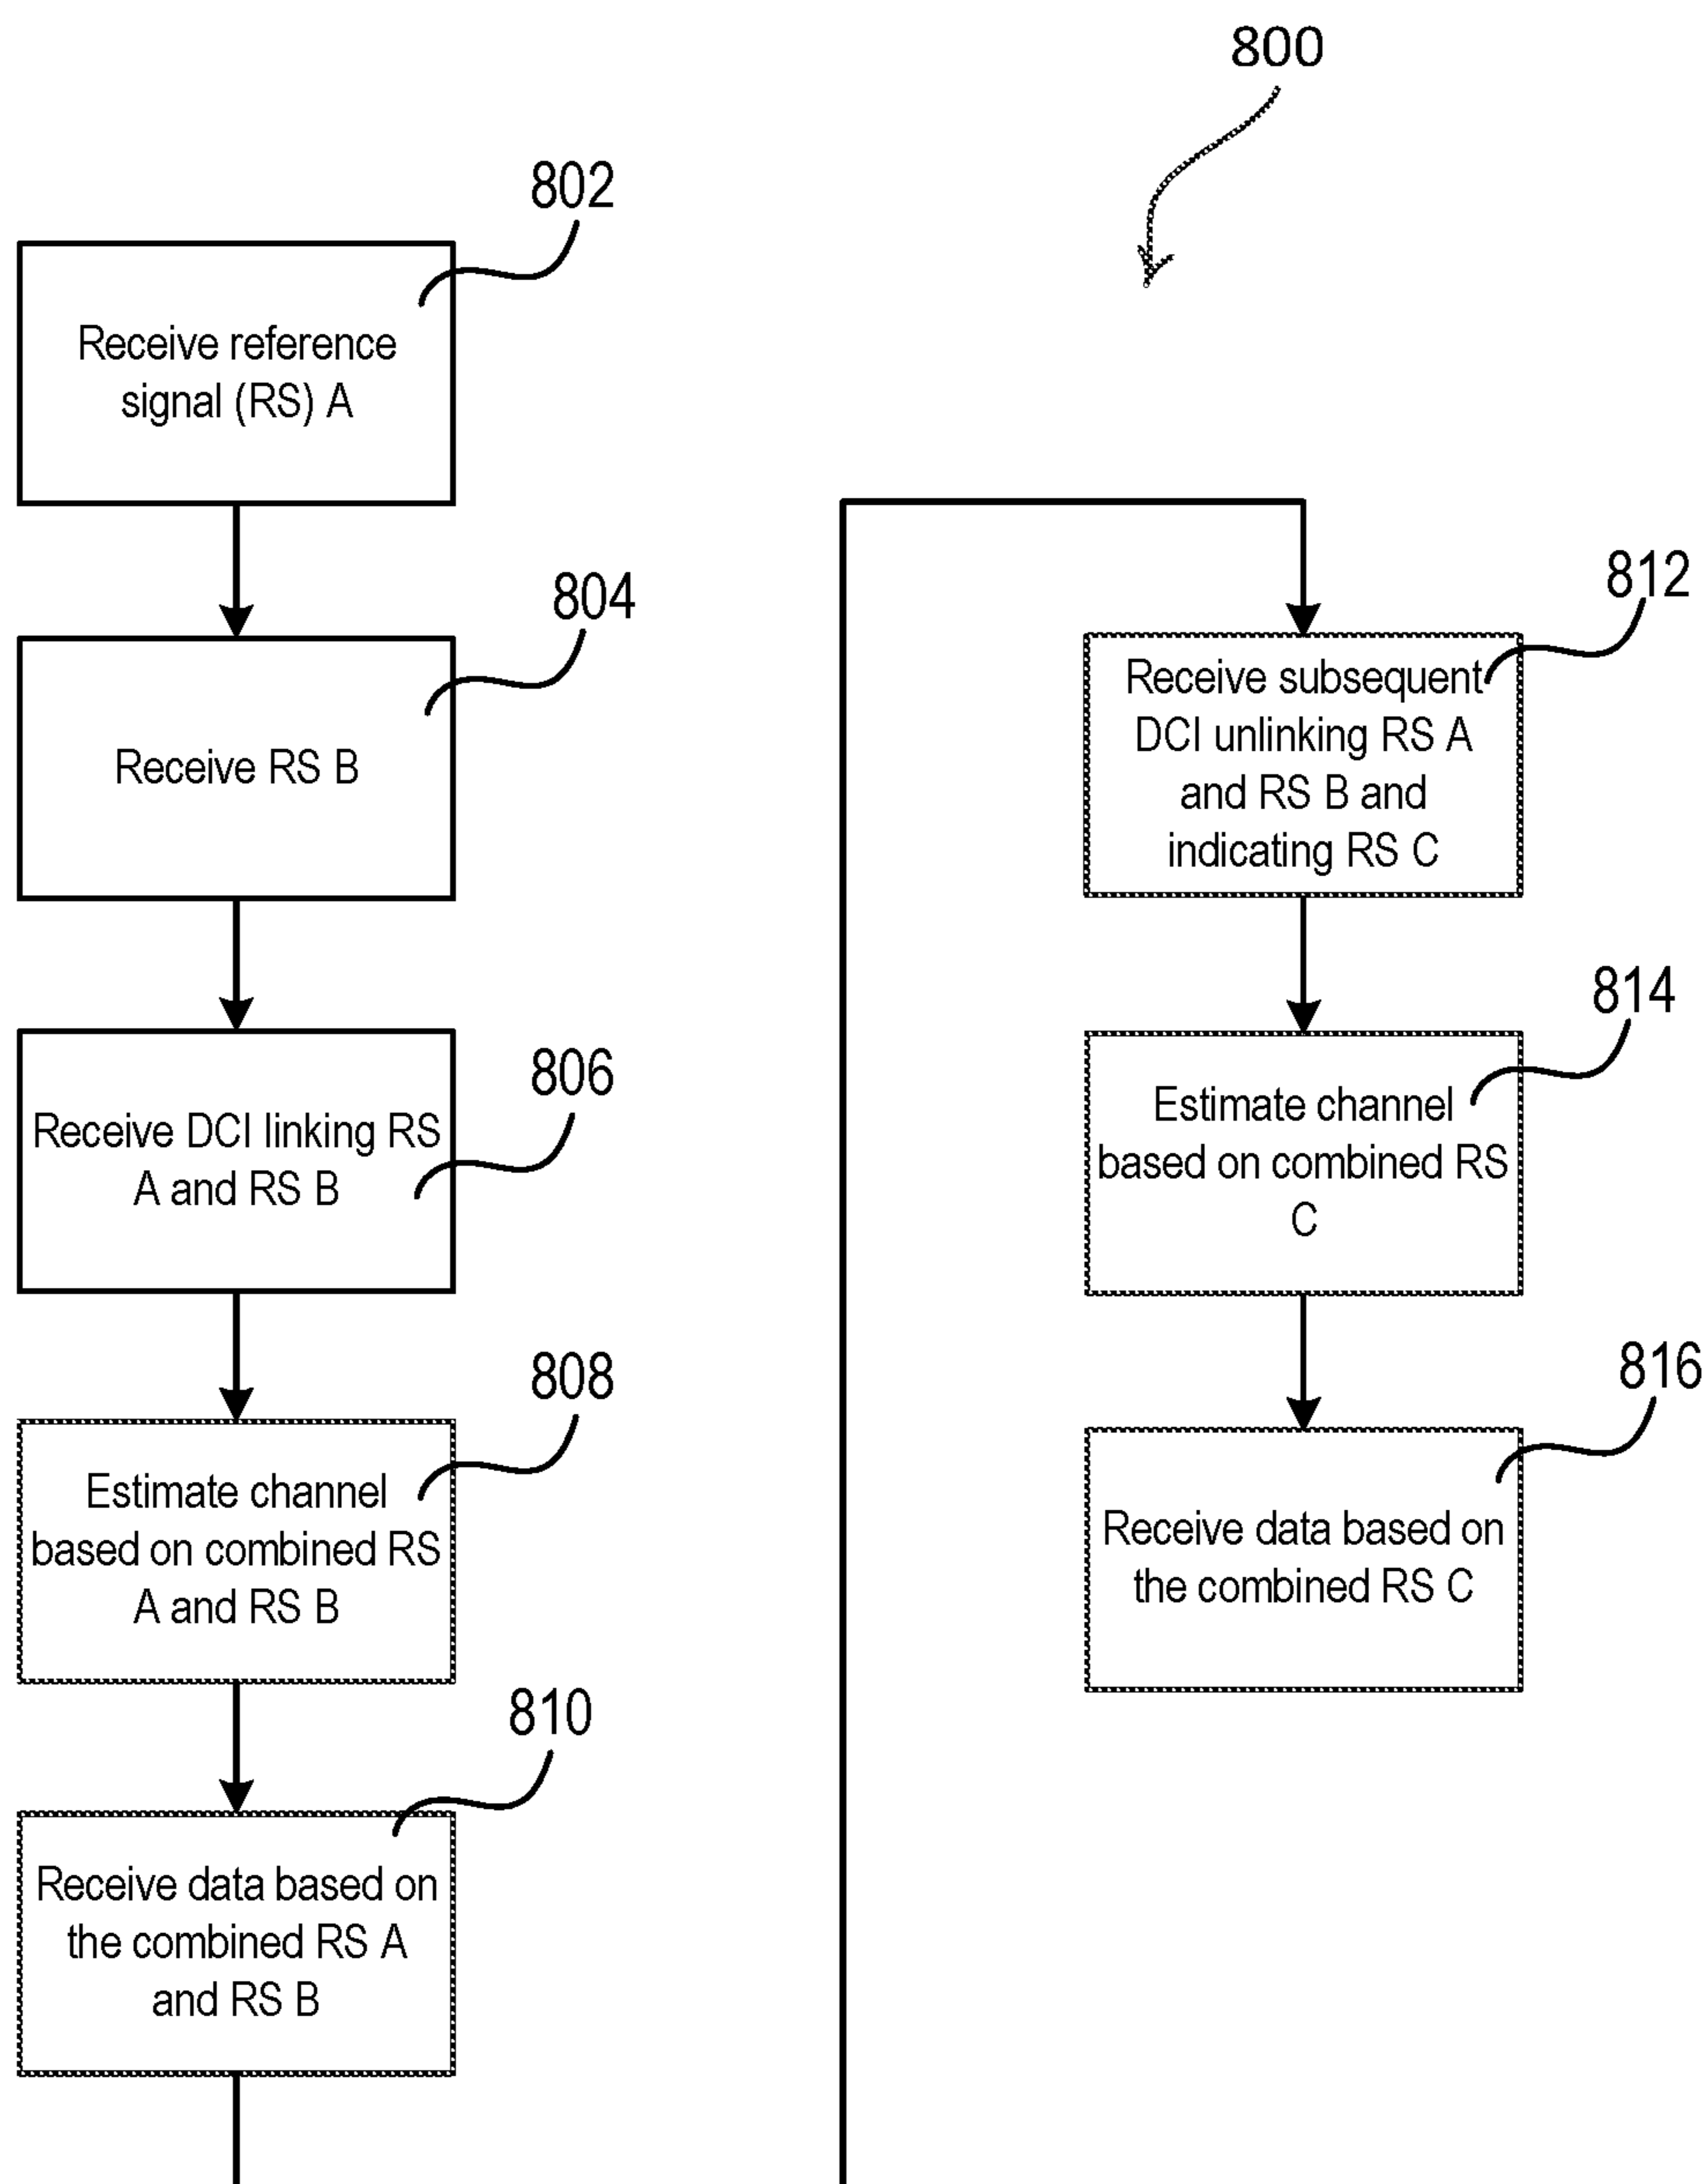 800
802
Receive reference
signal (RS) A
804
Receive RS B
806
Receive DCI linking RS
A and RS B
808
Estimate channel
based on combined RS
A and RS B
810
Receive data based on
the combined RS A
and RS B
812
Receive subsequent
DCI unlinking RS A
and RS B and
indicating RS C
814
Estimate channel
based on combined RS
C
816
Receive data based on
the combined RS C